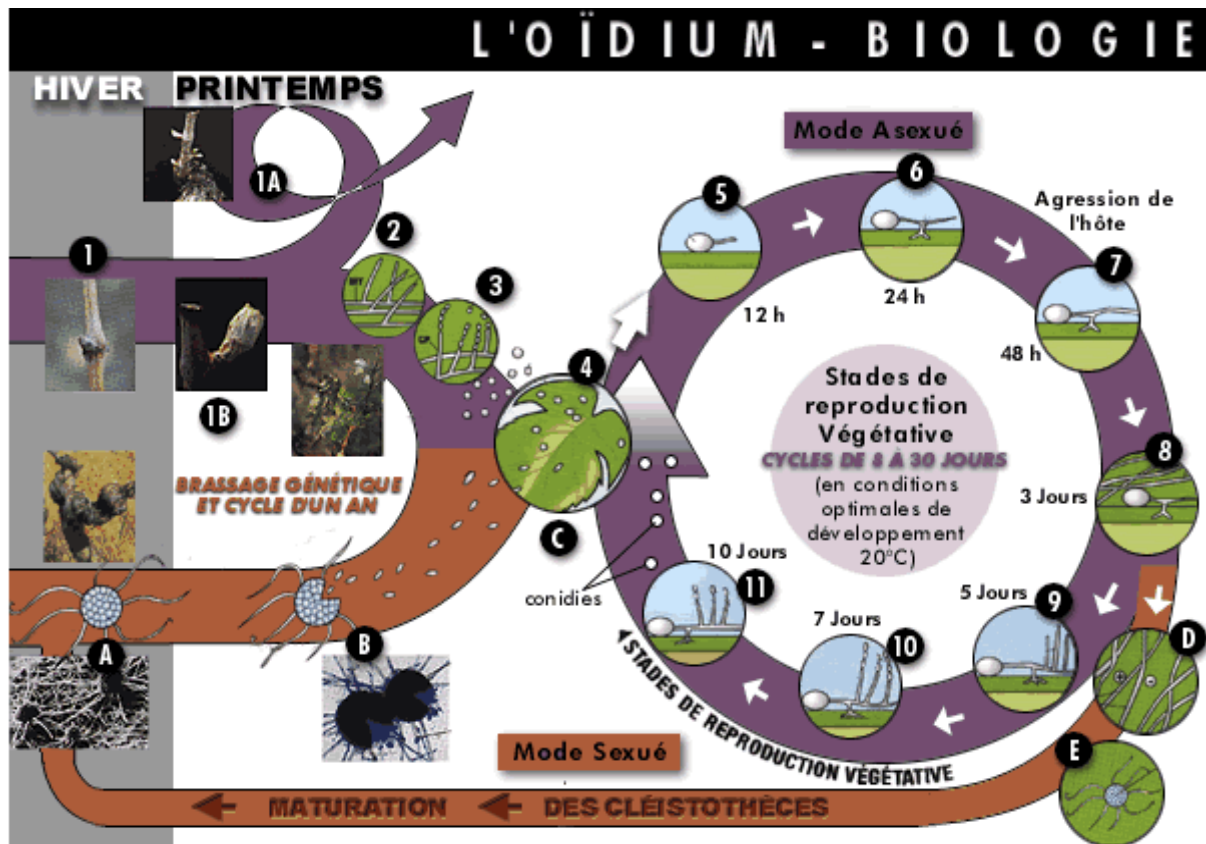 L'OÏDIUM - BIOLOGIE
HIVER
PRINTEMPS
Mode Asexué
1A
1
2
3
1B
4
5
6
Agression de
l'hôte
7
12 h
24 h
48 h
Stades de
reproduction
Végétative
CYCLES DE 8 À 30 JOURS
(en conditions
optimales de
développement
20°C)
8
3 Jours
BRASSAGE GÉNÉTIQUE
ET CYCLE D'UN AN
C
10 Jours
11
conidies
7 Jours
10
5 Jours
9
D
A
B
STADES DE REPRODUCTION VÉGÉTATIVE
Mode Sexué
E
MATURATION DES CLÉISTOTHÈCES